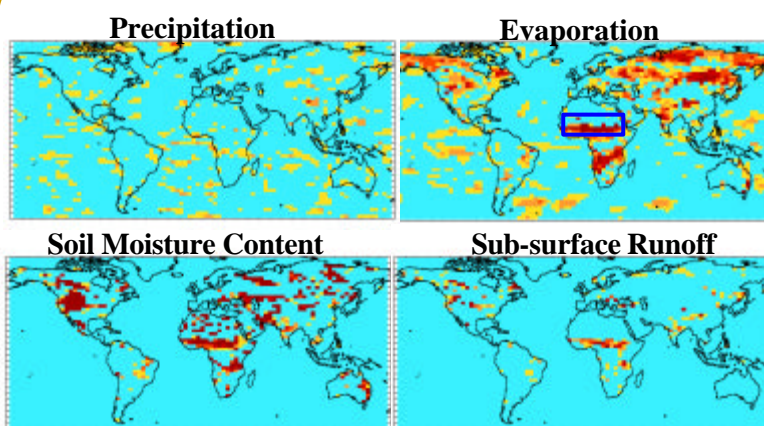 Precipitation
Evaporation
Soil Moisture Content
Sub-surface Runoff